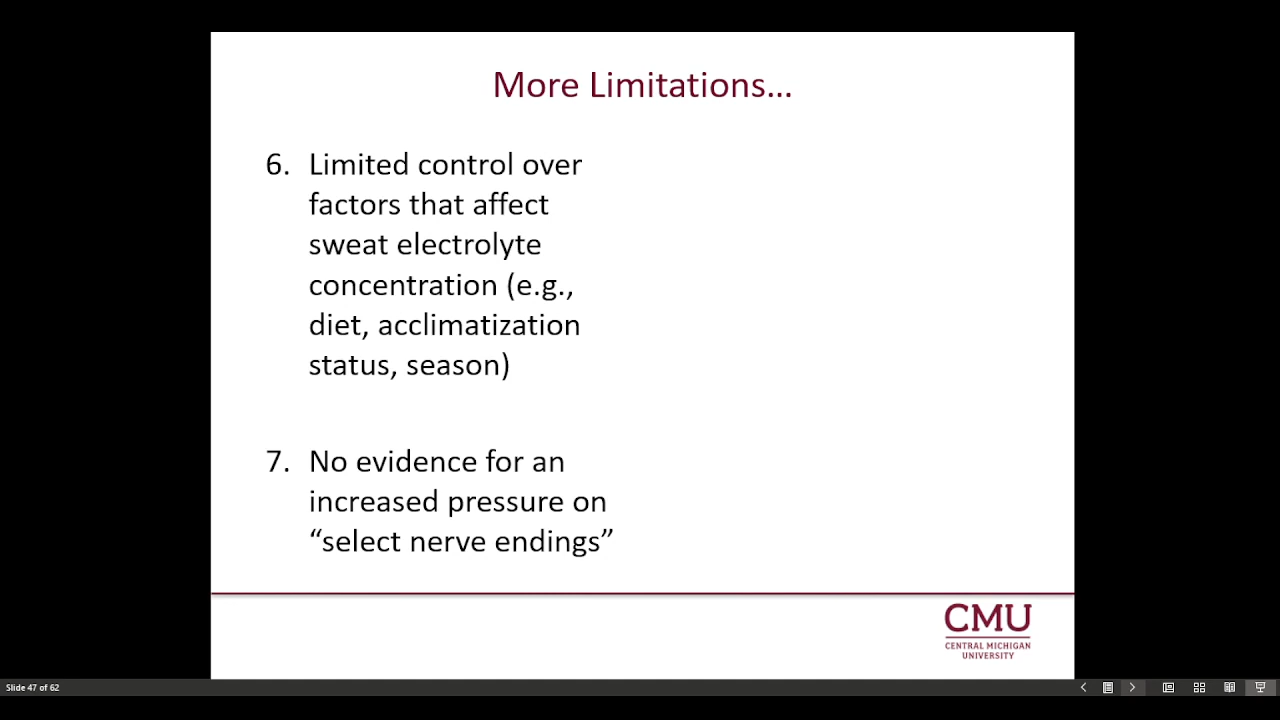 More Limitations...
6. Limited control over
factors that affect
sweat electrolyte
concentration (e.g.,
diet, acclimatization
status, season)
7. No evidence for an
increased pressure on
“select nerve endings”
CMU
CENTRAL MICHIGAN
UNIVERSITY
Slide 47 of 62